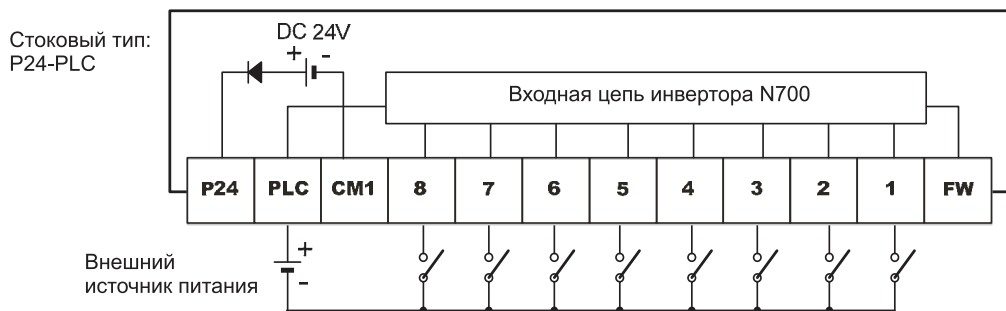 Стоковый тип:
P24-PLC
DC 24V
+ -
Входная цепь инвертора N700
P24 PLC CM1 8 7 6 5 4 3 2 1 FW
+
Внешний
источник питания
-